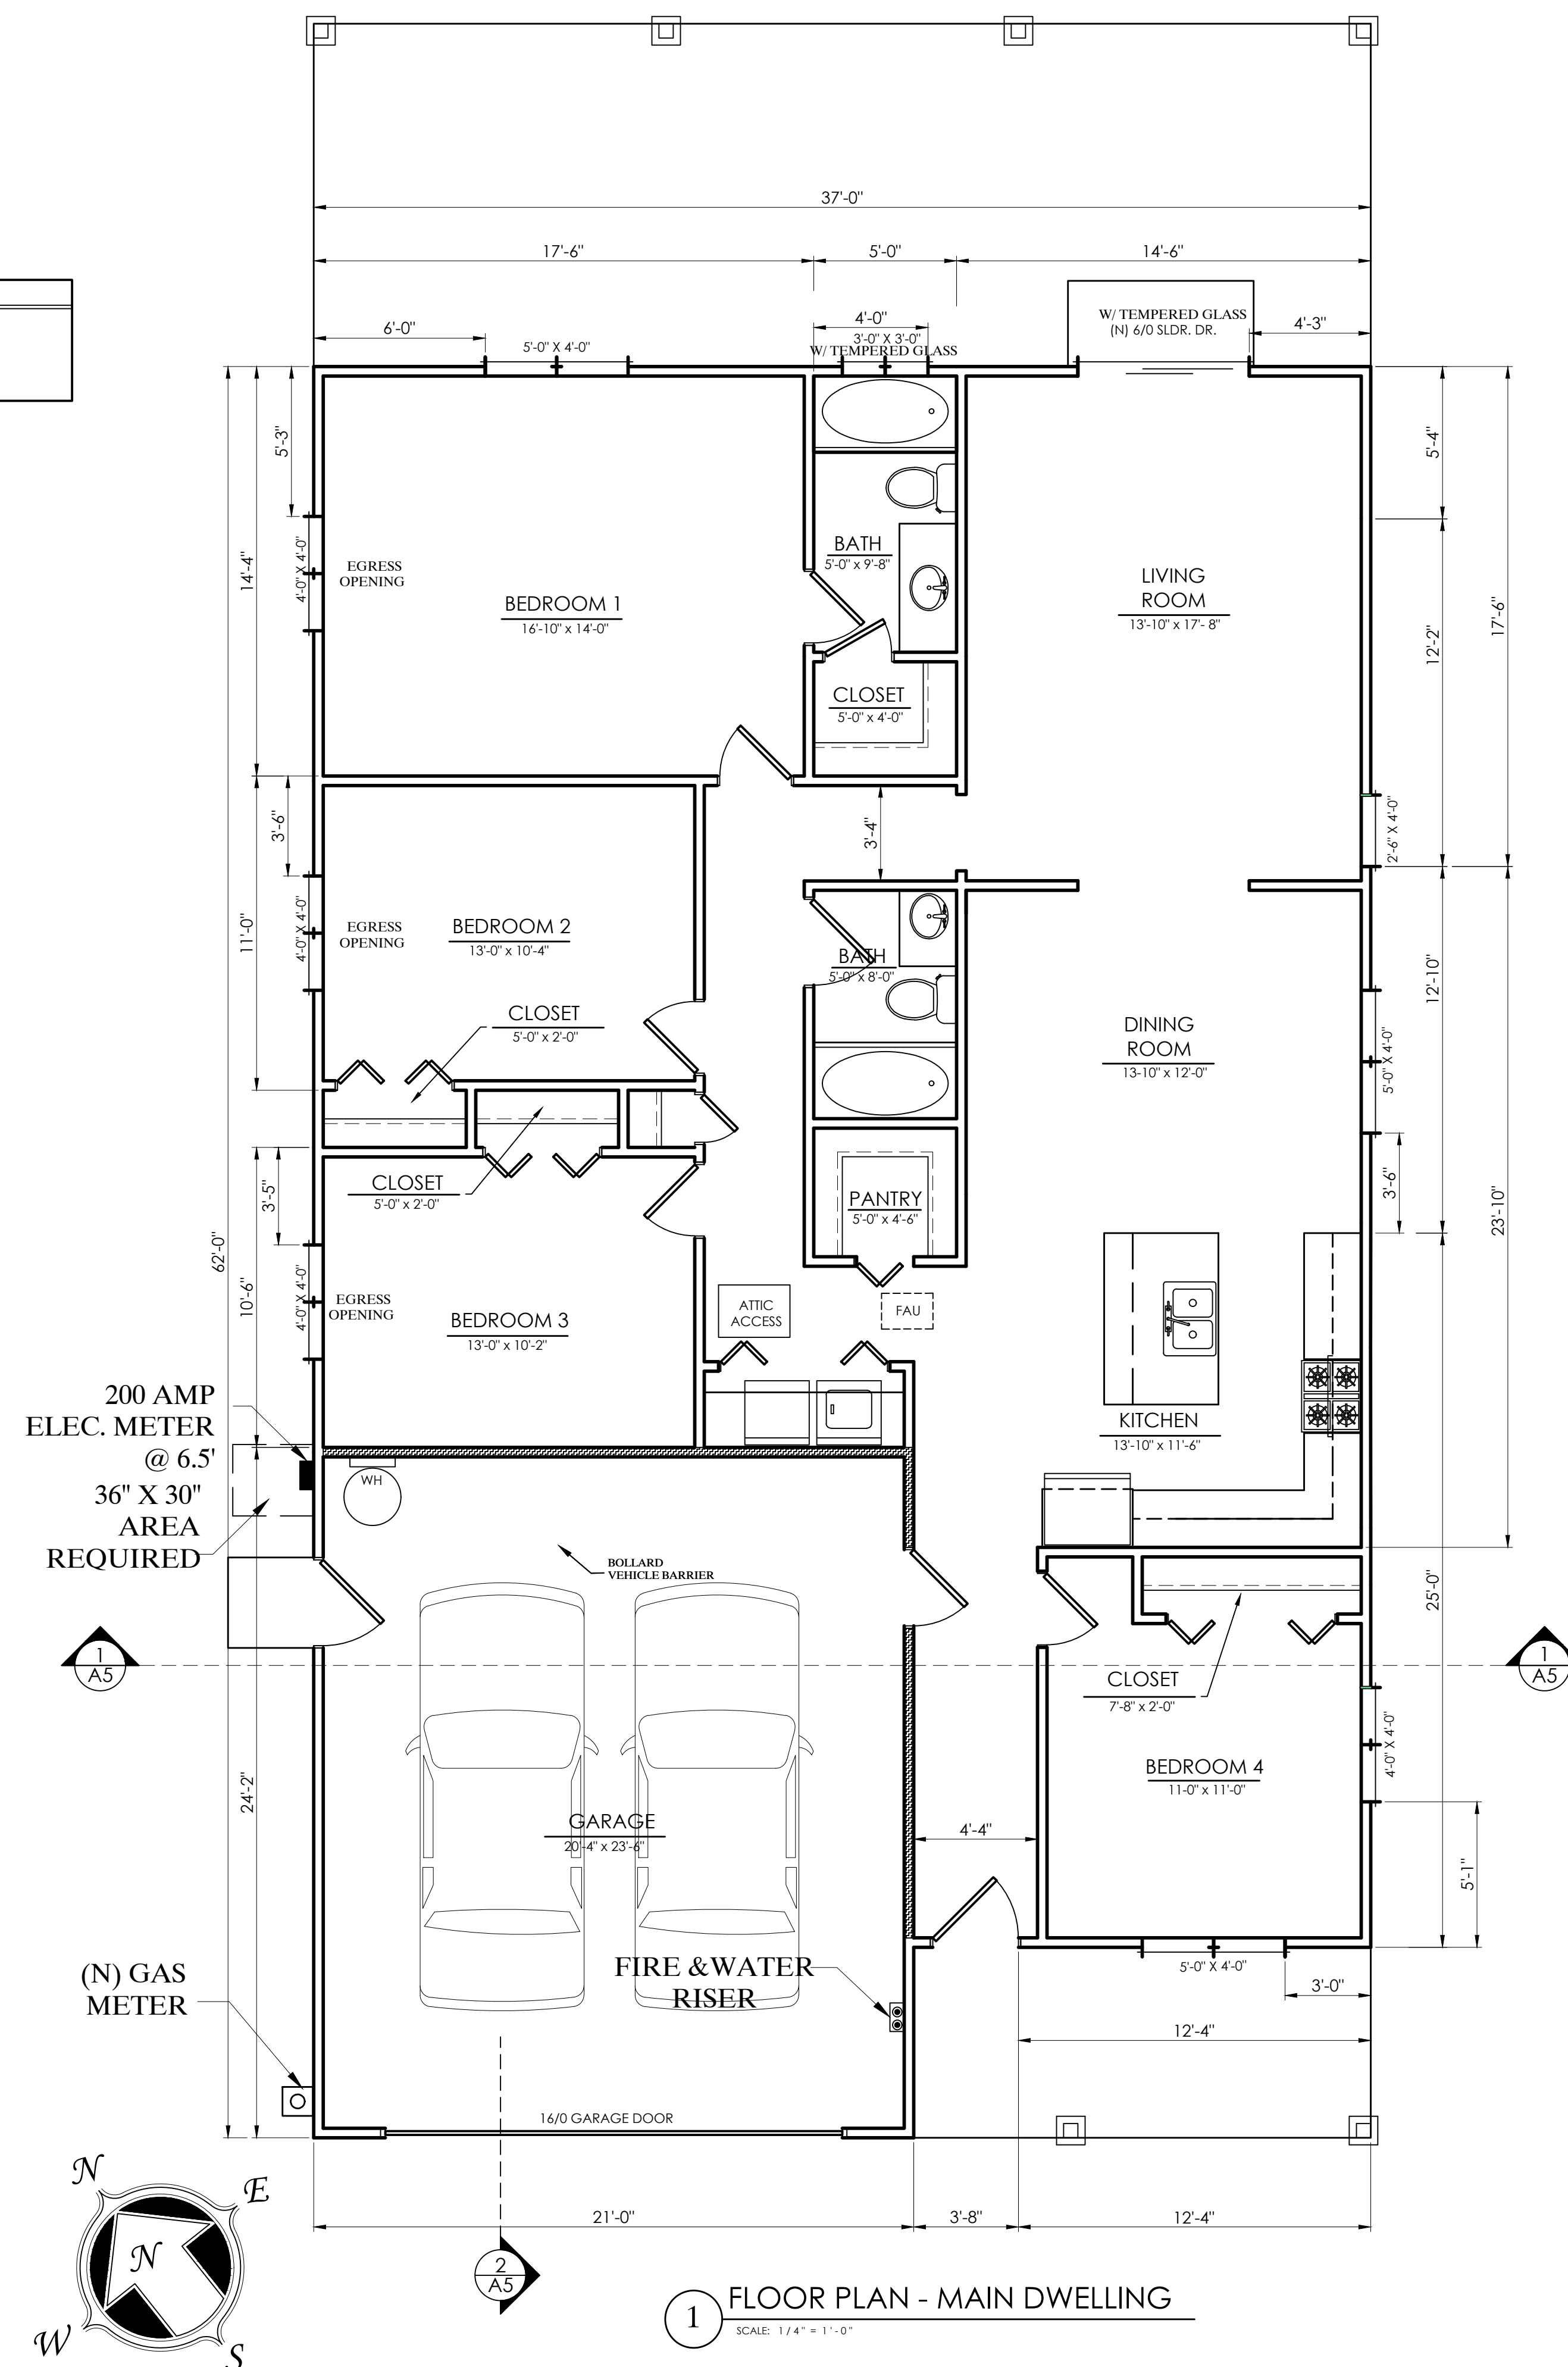 37'-0"
17'-6"
5'-0"
14'-6"
6'-0"
5'-0" X 4'-0"
4'-0"
3'-0" X 3'-0"
W/ TEMPERED GLASS
W/ TEMPERED GLASS
(N) 6/0 SLDR. DR.
4'-3"
5'-3"
14'-4"
4'-0" X 4'-0"
EGRESS
OPENING
BEDROOM 1
16'-10" x 14'-0"
BATH
5'-0" x 9'-8"
CLOSET
5'-0" x 4'-0"
LIVING
ROOM
13'-10" x 17'- 8"
5'-4"
12'-2"
17'-6"
2'-6" X 4'-0"
3'-6"
11'-0"
4'-0" X 4'-0"
EGRESS
OPENING
BEDROOM 2
13'-0" x 10'-4"
CLOSET
5'-0" x 2'-0"
3'-4"
BATH
5'-0" x 8'-0"
DINING
ROOM
13-10" x 12'-0"
5'-0" X 4'-0"
12'-10"
3'-6"
23'-10"
CLOSET
5'-0" x 2'-0"
PANTRY
5'-0" x 4'-6"
3'-5"
62'-0"
10'-6"
4'-0" X 4'-0"
EGRESS
OPENING
BEDROOM 3
13'-0" x 10'-2"
ATTIC
ACCESS
FAU
KITCHEN
13'-10" x 11'-6"
200 AMP
ELEC. METER
@ 6.5'
36" X 30"
AREA
REQUIRED
WH
BOLLARD
VEHICLE BARRIER
25'-0"
1
A5
1
A5
CLOSET
7'-8" x 2'-0"
BEDROOM 4
11-0" x 11'-0"
4'-0" X 4'-0"
24'-2"
GARAGE
20'-4" x 23'-6"
4'-4"
5'-1"
FIRE &WATER
RISER
5'-0" X 4'-0"
3'-0"
12'-4"
(N) GAS
METER
16/0 GARAGE DOOR
21'-0"
3'-8"
12'-4"
N
E
N
W
S
2
A5
1
FLOOR PLAN - MAIN DWELLING
SCALE: 1/4" = 1'-0"